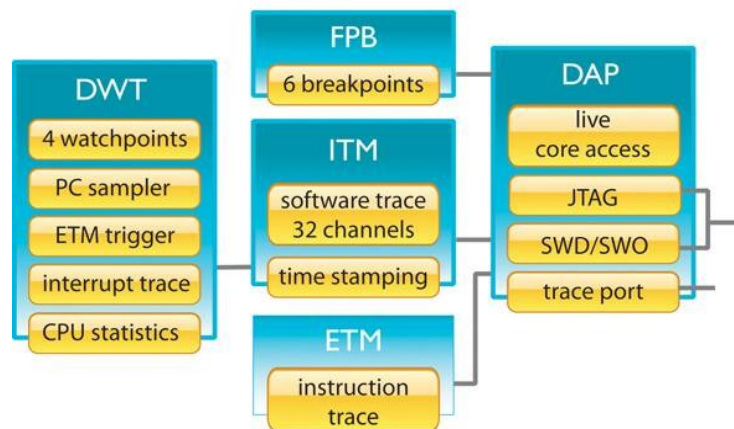 DWT
4 watchpoints
PC sampler
ETM trigger
interrupt trace
CPU statistics
FPB
6 breakpoints
ITM
software trace
32 channels
time stamping
ETM
instruction
trace
DAP
live
core access
JTAG
SWD/SWO
trace port